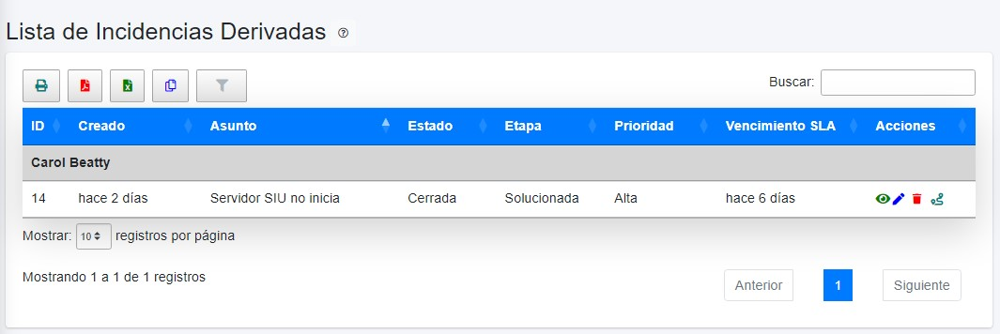 Lista de Incidencias Derivadas
Buscar:
ID Creado Asunto Estado Etapa Prioridad Vencimiento SLA Acciones
Carol Beatty
14 hace 2 días Servidor SIU no inicia Cerrada Solucionada Alta hace 6 días
Mostrar: 10 registros por página
Mostrando 1 a 1 de 1 registros
Anterior 1 Siguiente